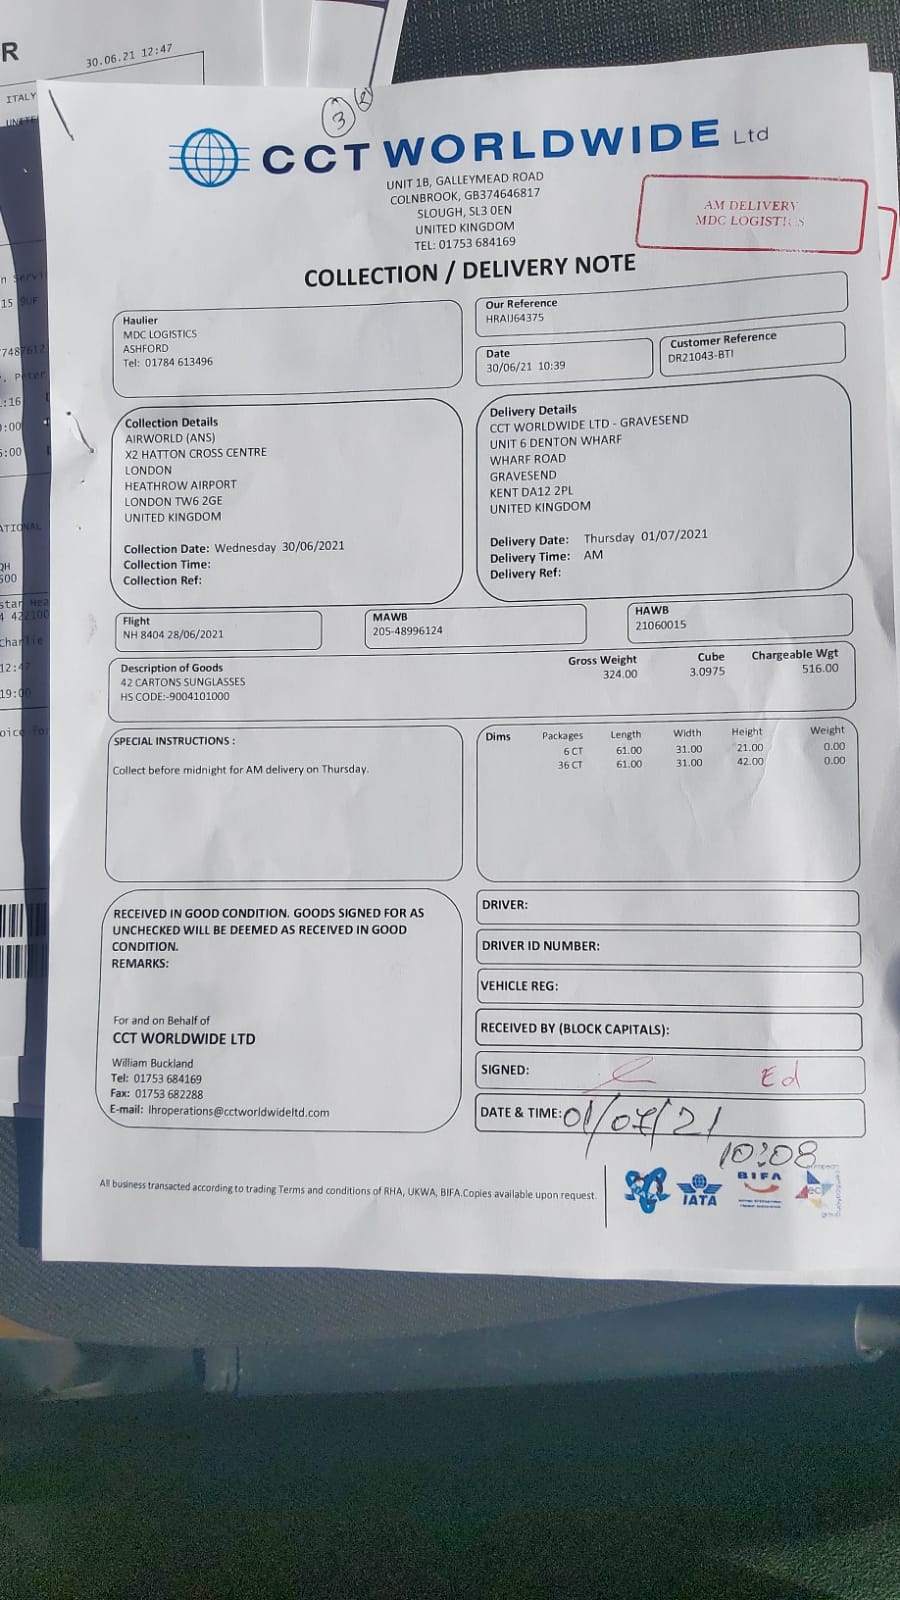 R
30.06.21 12:47
ITALY
3
CCT WORLDWIDE Ltd
UNIT 1B, GALLEYMEAD ROAD
COLNBROOK, GB374646817
SLOUGH, SL3 0EN
UNITED KINGDOM
TEL: 01753 684169
AM DELIVERY
MDC LOGISTICS
COLLECTION / DELIVERY NOTE
Haulier
MDC LOGISTICS
ASHFORD
Tel: 01784 613496
Our Reference
HRAIJ64375
Date
30/06/21 10:39
Customer Reference
DR21043-BTI
Collection Details
AIRWORLD (ANS)
X2 HATTON CROSS CENTRE
LONDON
HEATHROW AIRPORT
LONDON TW6 2GE
UNITED KINGDOM
Collection Date: Wednesday 30/06/2021
Collection Time:
Collection Ref:
Delivery Details
CCT WORLDWIDE LTD - GRAVESEND
UNIT 6 DENTON WHARF
WHARF ROAD
GRAVESEND
KENT DA12 2PL
UNITED KINGDOM
Delivery Date: Thursday 01/07/2021
Delivery Time: AM
Delivery Ref:
Flight
NH 8404 28/06/2021
MAWB
205-48996124
HAWB
21060015
Description of Goods Gross Weight Cube Chargeable Wgt
42 CARTONS SUNGLASSES 324.00 3.0975 516.00
HS CODE:-9004101000
SPECIAL INSTRUCTIONS :
Collect before midnight for AM delivery on Thursday.
Dims Packages Length Width Height Weight
6 CT 61.00 31.00 21.00 0.00
36 CT 61.00 31.00 42.00 0.00
RECEIVED IN GOOD CONDITION. GOODS SIGNED FOR AS
UNCHECKED WILL BE DEEMED AS RECEIVED IN GOOD
CONDITION.
REMARKS:
For and on Behalf of
CCT WORLDWIDE LTD
William Buckland
Tel: 01753 684169
Fax: 01753 682288
E-mail: lhroperations@cctworldwideltd.com
DRIVER:
DRIVER ID NUMBER:
VEHICLE REG:
RECEIVED BY (BLOCK CAPITALS):
SIGNED: Ed
DATE & TIME: 01/07/21
10:08
All business transacted according to trading Terms and conditions of RHA, UKWA, BIFA.Copies available upon request.
IATA
BIFA
ec